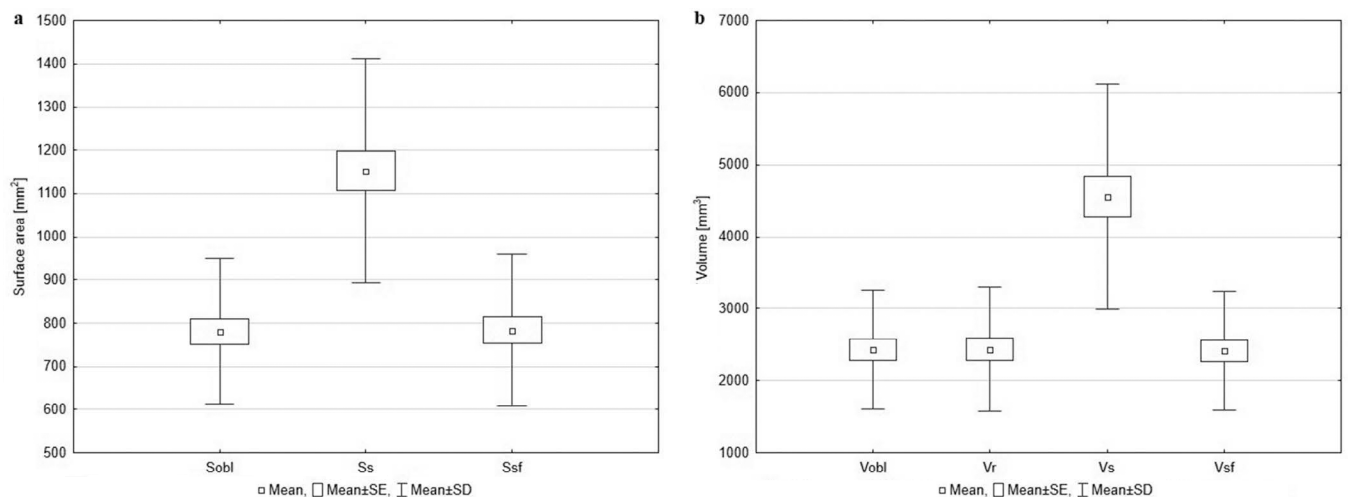 a
1500
1400
1300
1200
1100
1000
900
800
700
600
500
Surface area [mm²]
Sobl Ss Ssf
Mean, Mean±SE, Mean±SD
b
7000
6000
5000
4000
3000
2000
1000
Volume [mm³]
Vobl Vr Vs Vsf
Mean, Mean±SE, Mean±SD